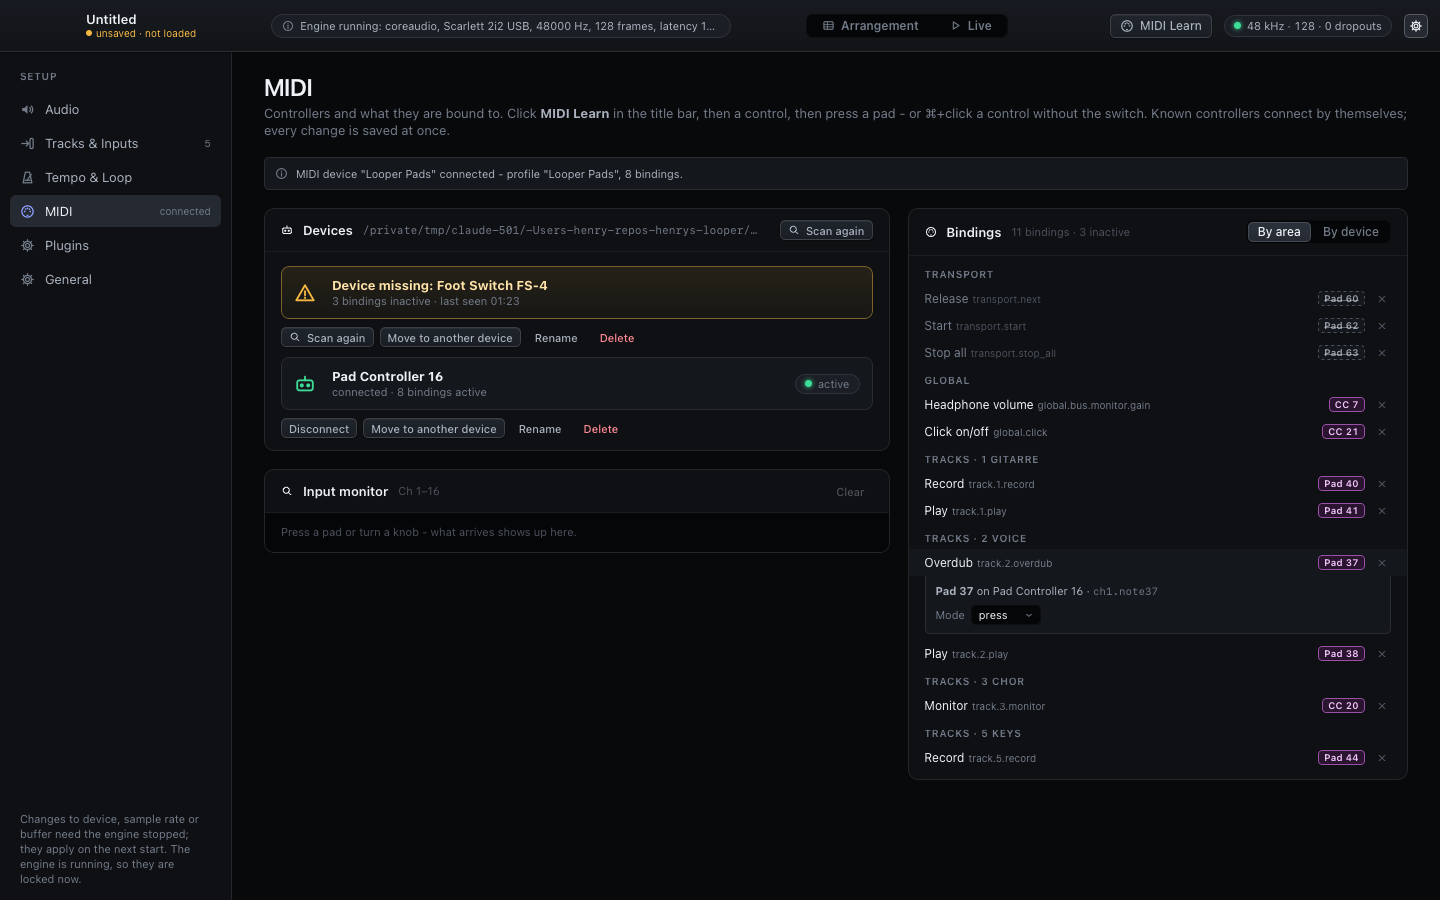 Untitled
unsaved · not loaded
Engine running: coreaudio, Scarlett 2i2 USB, 48000 Hz, 128 frames, latency 1...
Arrangement
Live
MIDI Learn
48 kHz · 128 · 0 dropouts
SETUP
Audio
Tracks & Inputs 5
Tempo & Loop
MIDI connected
Plugins
General
Changes to device, sample rate or
buffer need the engine stopped;
they apply on the next start. The
engine is running, so they are
locked now.
MIDI
Controllers and what they are bound to. Click MIDI Learn in the title bar, then a control, then press a pad - or ⌘+click a control without the switch. Known controllers connect by themselves;
every change is saved at once.
MIDI device "Looper Pads" connected - profile "Looper Pads", 8 bindings.
Devices /private/tmp/claude-501/-Users-henry-repos-henrys-looper/... Scan again
Device missing: Foot Switch FS-4
3 bindings inactive · last seen 01:23
Scan again Move to another device Rename Delete
Pad Controller 16
connected · 8 bindings active
active
Disconnect Move to another device Rename Delete
Input monitor Ch 1–16 Clear
Press a pad or turn a knob - what arrives shows up here.
Bindings 11 bindings · 3 inactive By area By device
TRANSPORT
Release transport.next Pad 60 ×
Start transport.start Pad 62 ×
Stop all transport.stop_all Pad 63 ×
GLOBAL
Headphone volume global.bus.monitor.gain CC 7 ×
Click on/off global.click CC 21 ×
TRACKS · 1 GITARRE
Record track.1.record Pad 40 ×
Play track.1.play Pad 41 ×
TRACKS · 2 VOICE
Overdub track.2.overdub Pad 37 ×
Pad 37 on Pad Controller 16 · ch1.note37
Mode press
Play track.2.play Pad 38 ×
TRACKS · 3 CHOR
Monitor track.3.monitor CC 20 ×
TRACKS · 5 KEYS
Record track.5.record Pad 44 ×